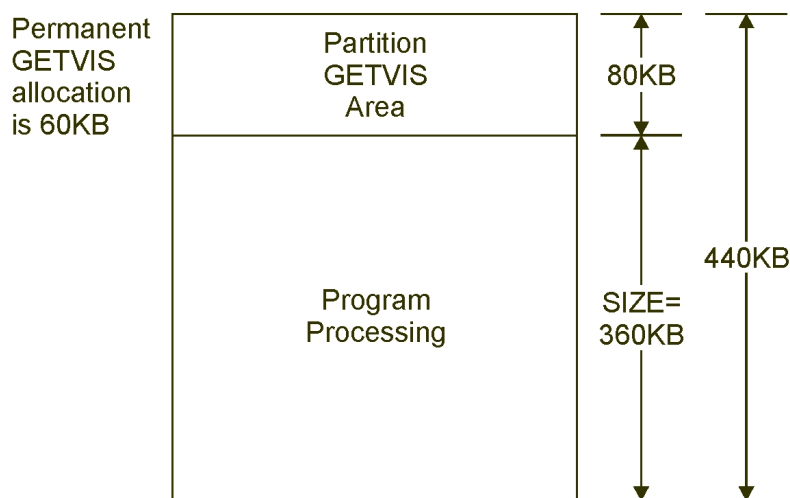 Permanent
GETVIS
allocation
is 60KB
Partition
GETVIS
Area
80KB
440KB
Program
Processing
SIZE=
360KB